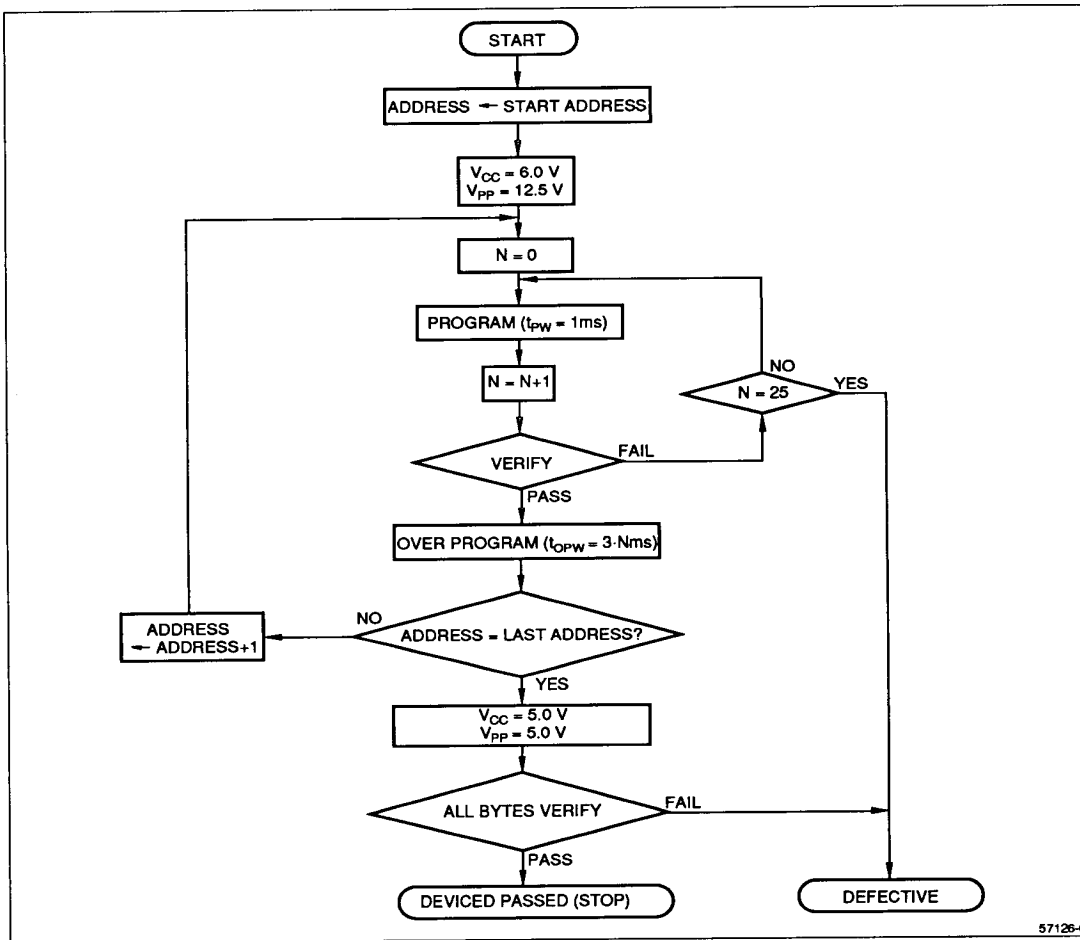 START
ADDRESS ← START ADDRESS
VCC = 6.0 V
VPP = 12.5 V
N = 0
PROGRAM (tPW = 1ms)
N = N+1
NO
N = 25
YES
VERIFY
FAIL
PASS
OVER PROGRAM (tOPW = 3·Nms)
NO
ADDRESS = LAST ADDRESS?
ADDRESS
← ADDRESS+1
YES
VCC = 5.0 V
VPP = 5.0 V
ALL BYTES VERIFY
FAIL
PASS
DEVICED PASSED (STOP)
DEFECTIVE